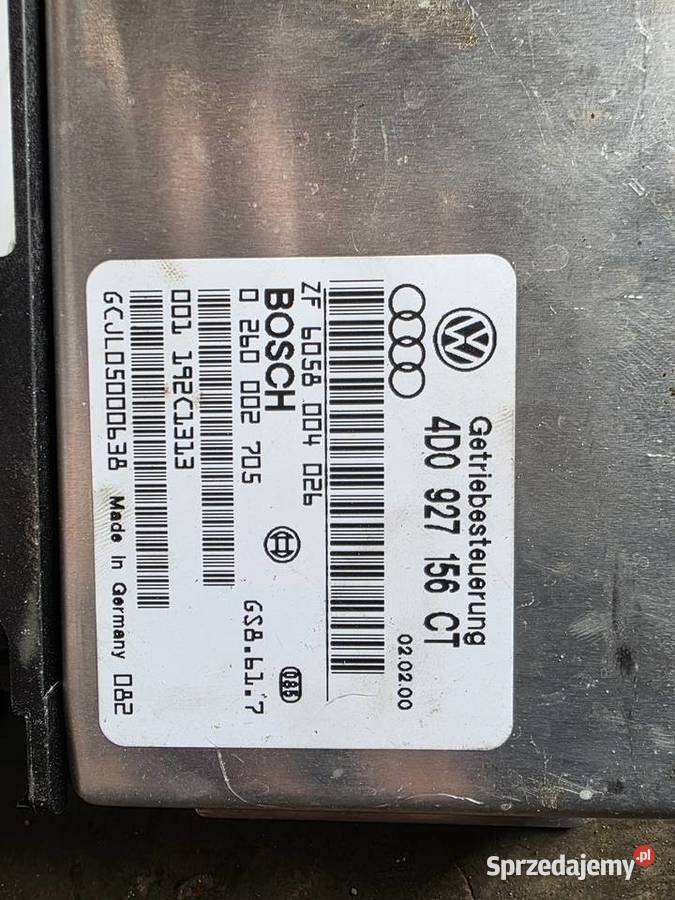 Getriebesteuerung
4D0 927 156 CT
02.02.00
ZF 6058 004 026
BOSCH
0 260 002 705
GS8.61.7
085
001 192C1313
GCJL05000638 Made in Germany 082
Sprzedajemy.pl